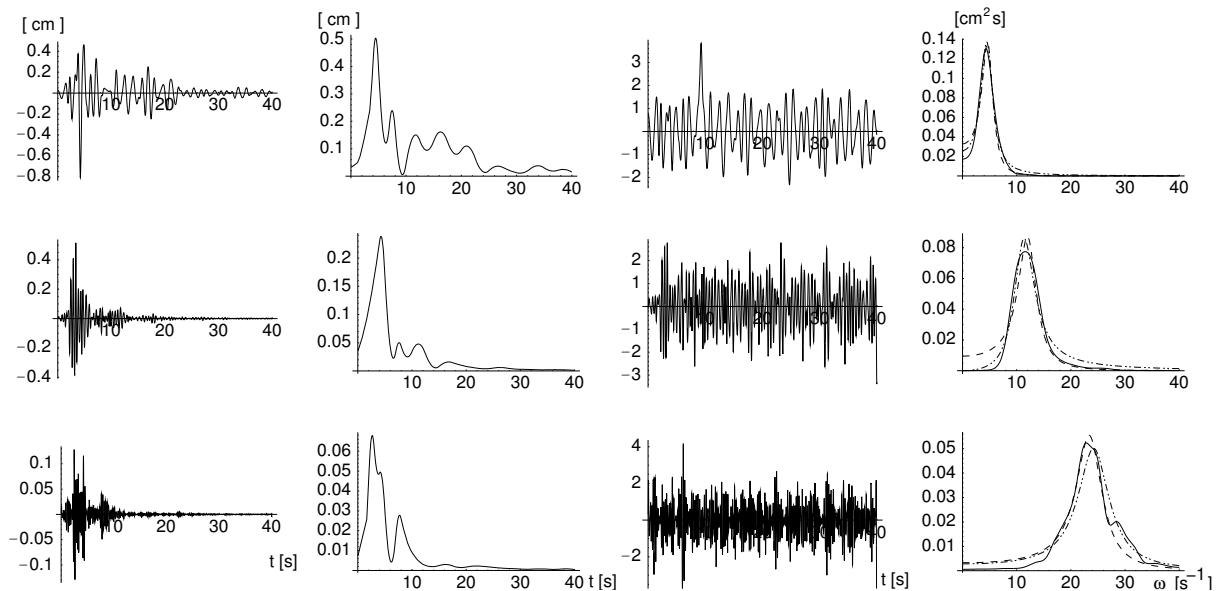 [ cm ] [ cm ] [cm²s]
0.4 0.2 −0.2 −0.4 −0.6 −0.8 10 20 30 40
0.5 0.4 0.3 0.2 0.1 10 20 30 40
3 2 1 −1 −2 10 20 30 40
0.14 0.12 0.1 0.08 0.06 0.04 0.02 10 20 30 40
0.4 0.2 −0.2 −0.4 10 20 30 40
0.2 0.15 0.1 0.05 10 20 30 40
2 1 −1 −2 −3 10 20 30 40
0.08 0.06 0.04 0.02 10 20 30 40
0.1 0.05 −0.05 −0.1 10 20 30 40 t [s]
0.06 0.05 0.04 0.03 0.02 0.01 10 20 30 40 t [s]
4 2 −2 30 t [s]
0.05 0.04 0.03 0.02 0.01 10 20 30 40 ω [s⁻¹]